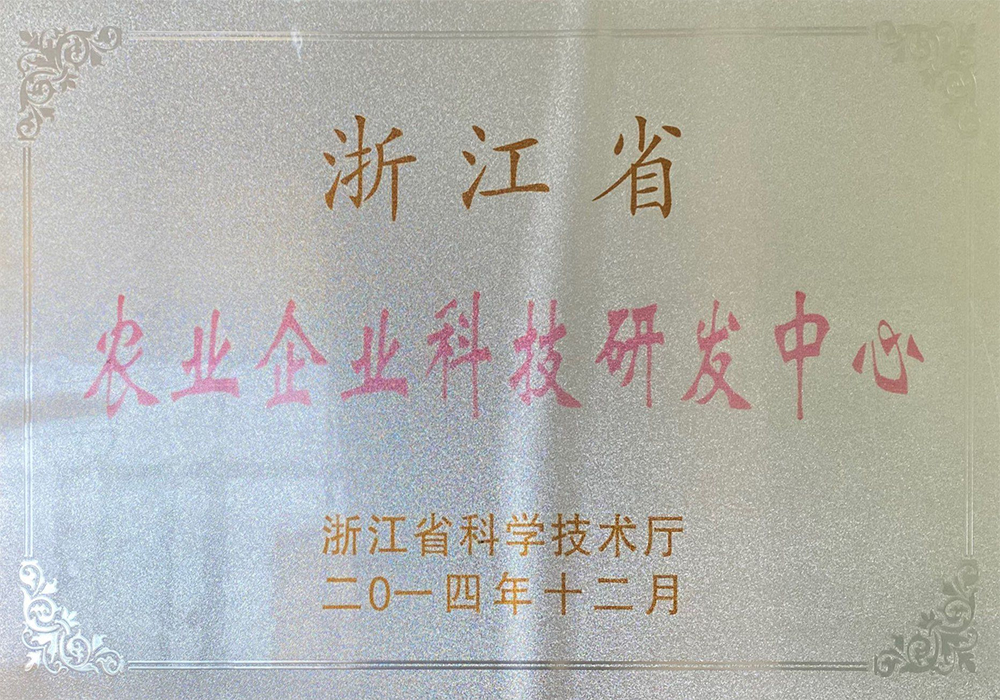 浙江省
农业企业科技研发中心
浙江省科学技术厅
二0一四年十二月